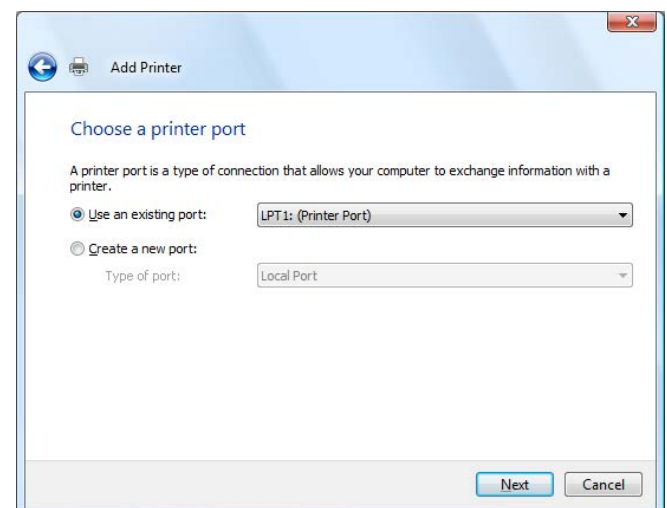 Add Printer
Choose a printer port
A printer port is a type of connection that allows your computer to exchange information with a
printer.
Use an existing port: LPT1: (Printer Port)
Create a new port:
Type of port: Local Port
Next Cancel